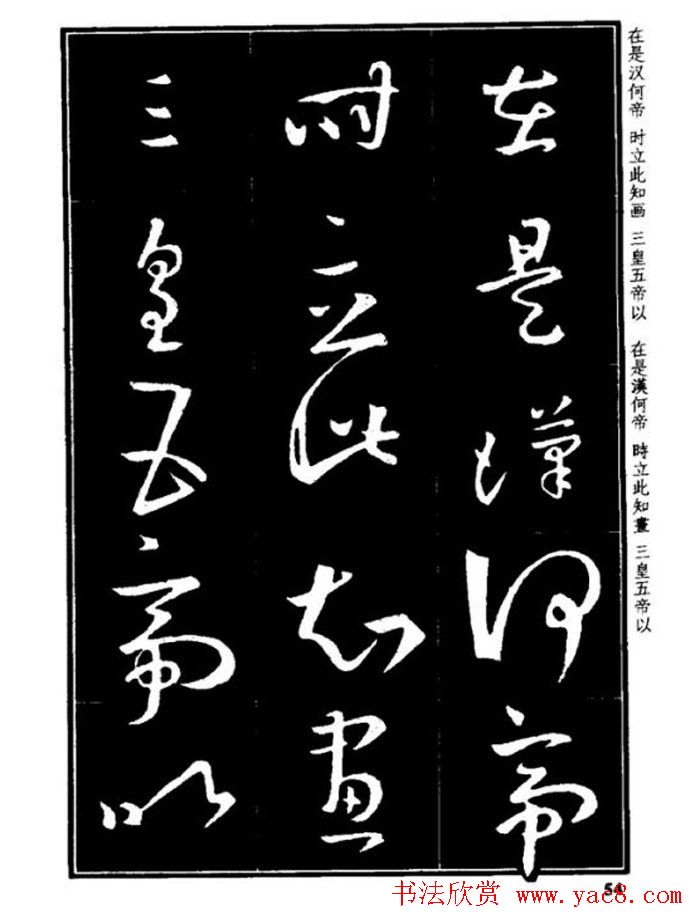 在是漢何帝
時立此知畫
三皇五帝以
在是汉何帝 时立此知画 三皇五帝以 在是漢何帝 時立此知畫 三皇五帝以
54
书法欣赏 www.yac8.com